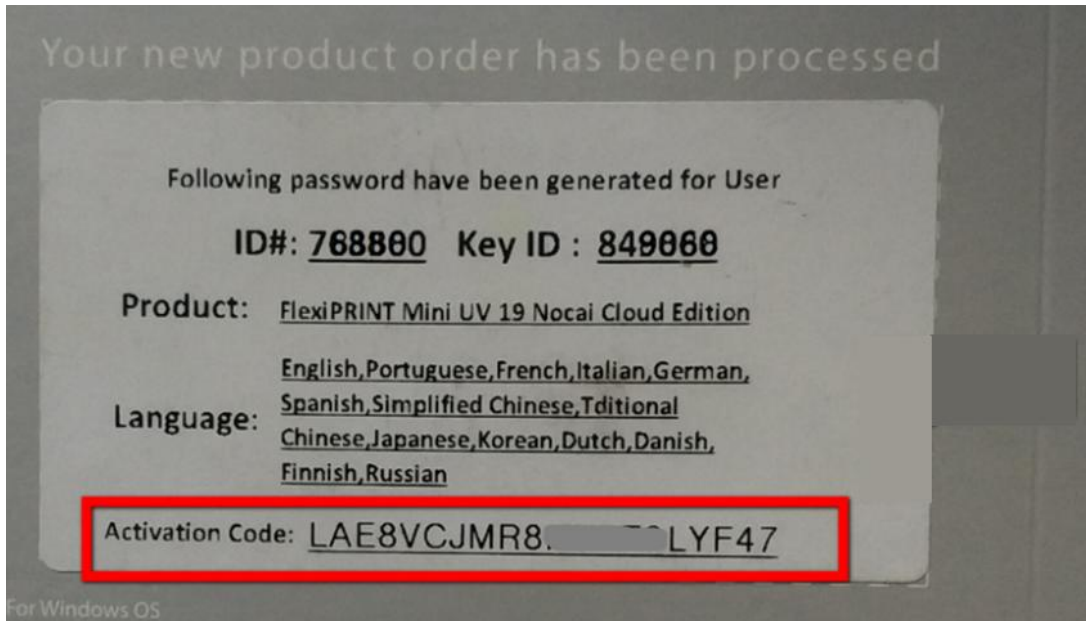 Your new product order has been processed
Following password have been generated for User
ID#: 768800 Key ID : 849060
Product: FlexiPRINT Mini UV 19 Nocai Cloud Edition
English,Portuguese,French,Italian,German,
Language: Spanish,Simplified Chinese,Tditional
Chinese,Japanese,Korean,Dutch,Danish,
Finnish,Russian
Activation Code: LAE8VCJMR8 LYF47
For Windows OS